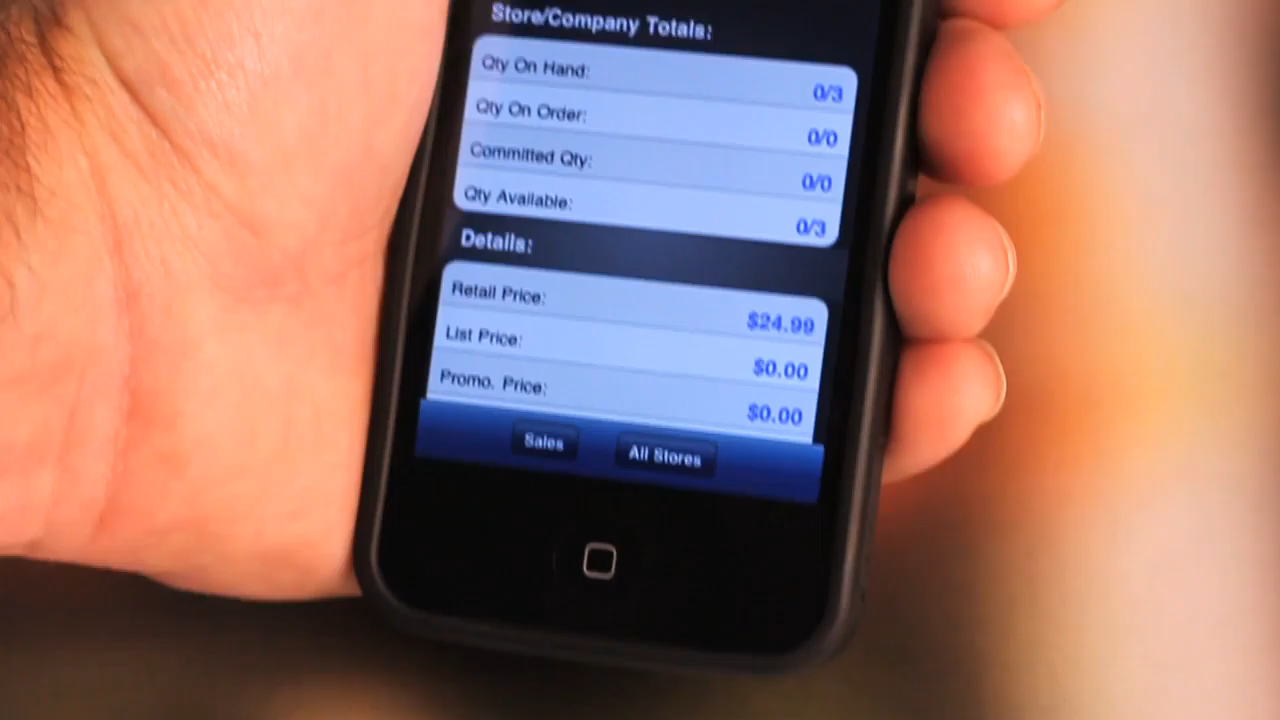 Store/Company Totals:
Qty On Hand: 0/3
Qty On Order: 0/0
Committed Qty: 0/0
Qty Available: 0/3
Details:
Retail Price: $24.99
List Price: $0.00
Promo. Price: $0.00
Sales All Stores